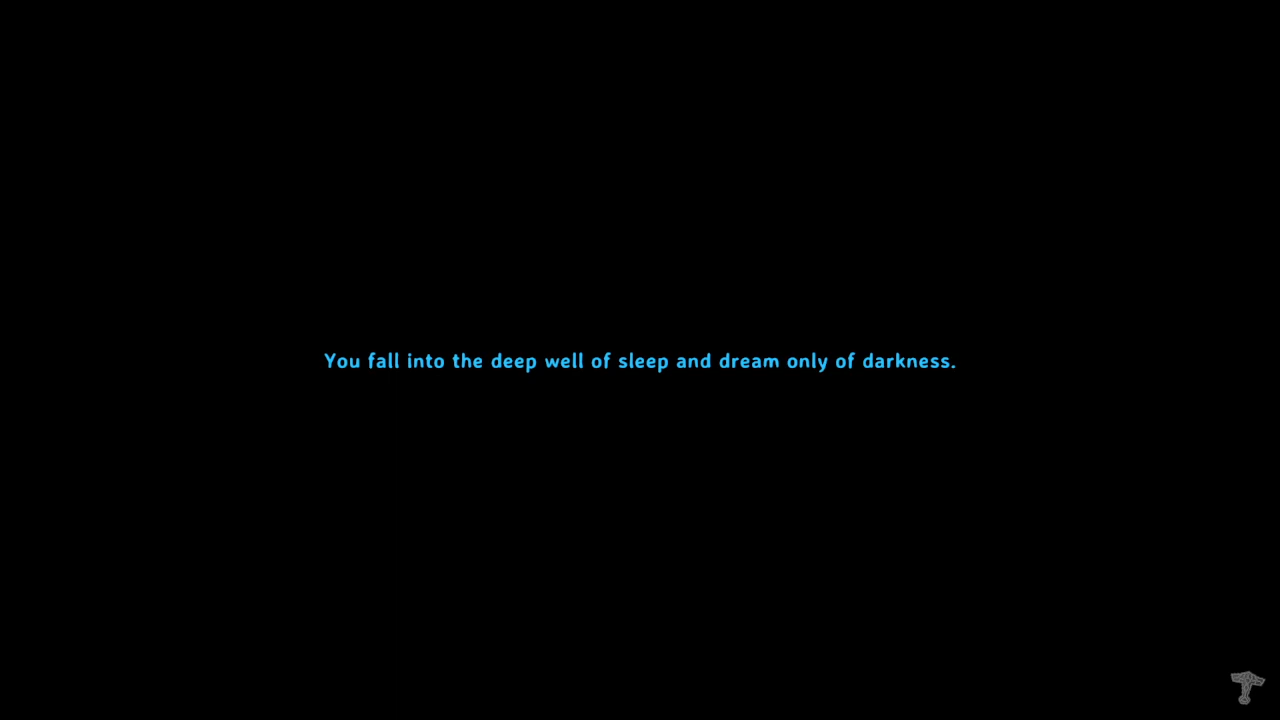 You fall into the deep well of sleep and dream only of darkness.